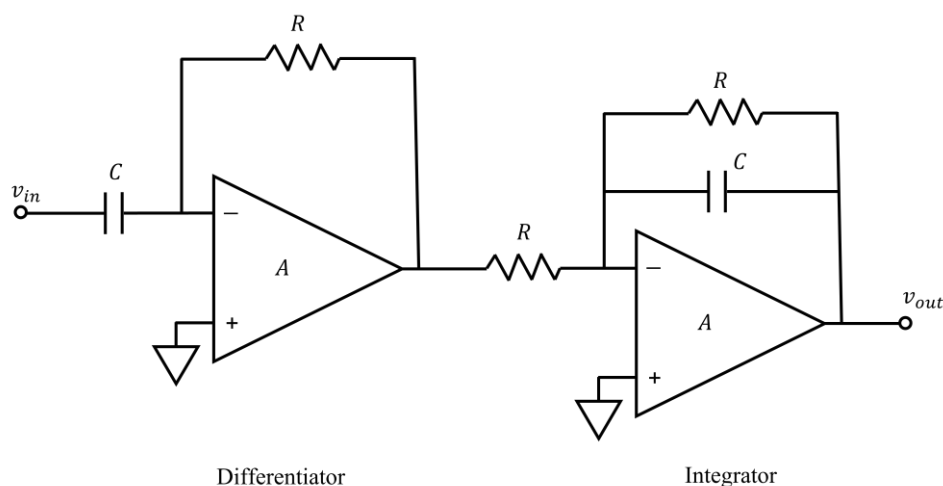 R
R
C
C
v_in
R
−
A
−
v_out
A
+
+
Differentiator
Integrator